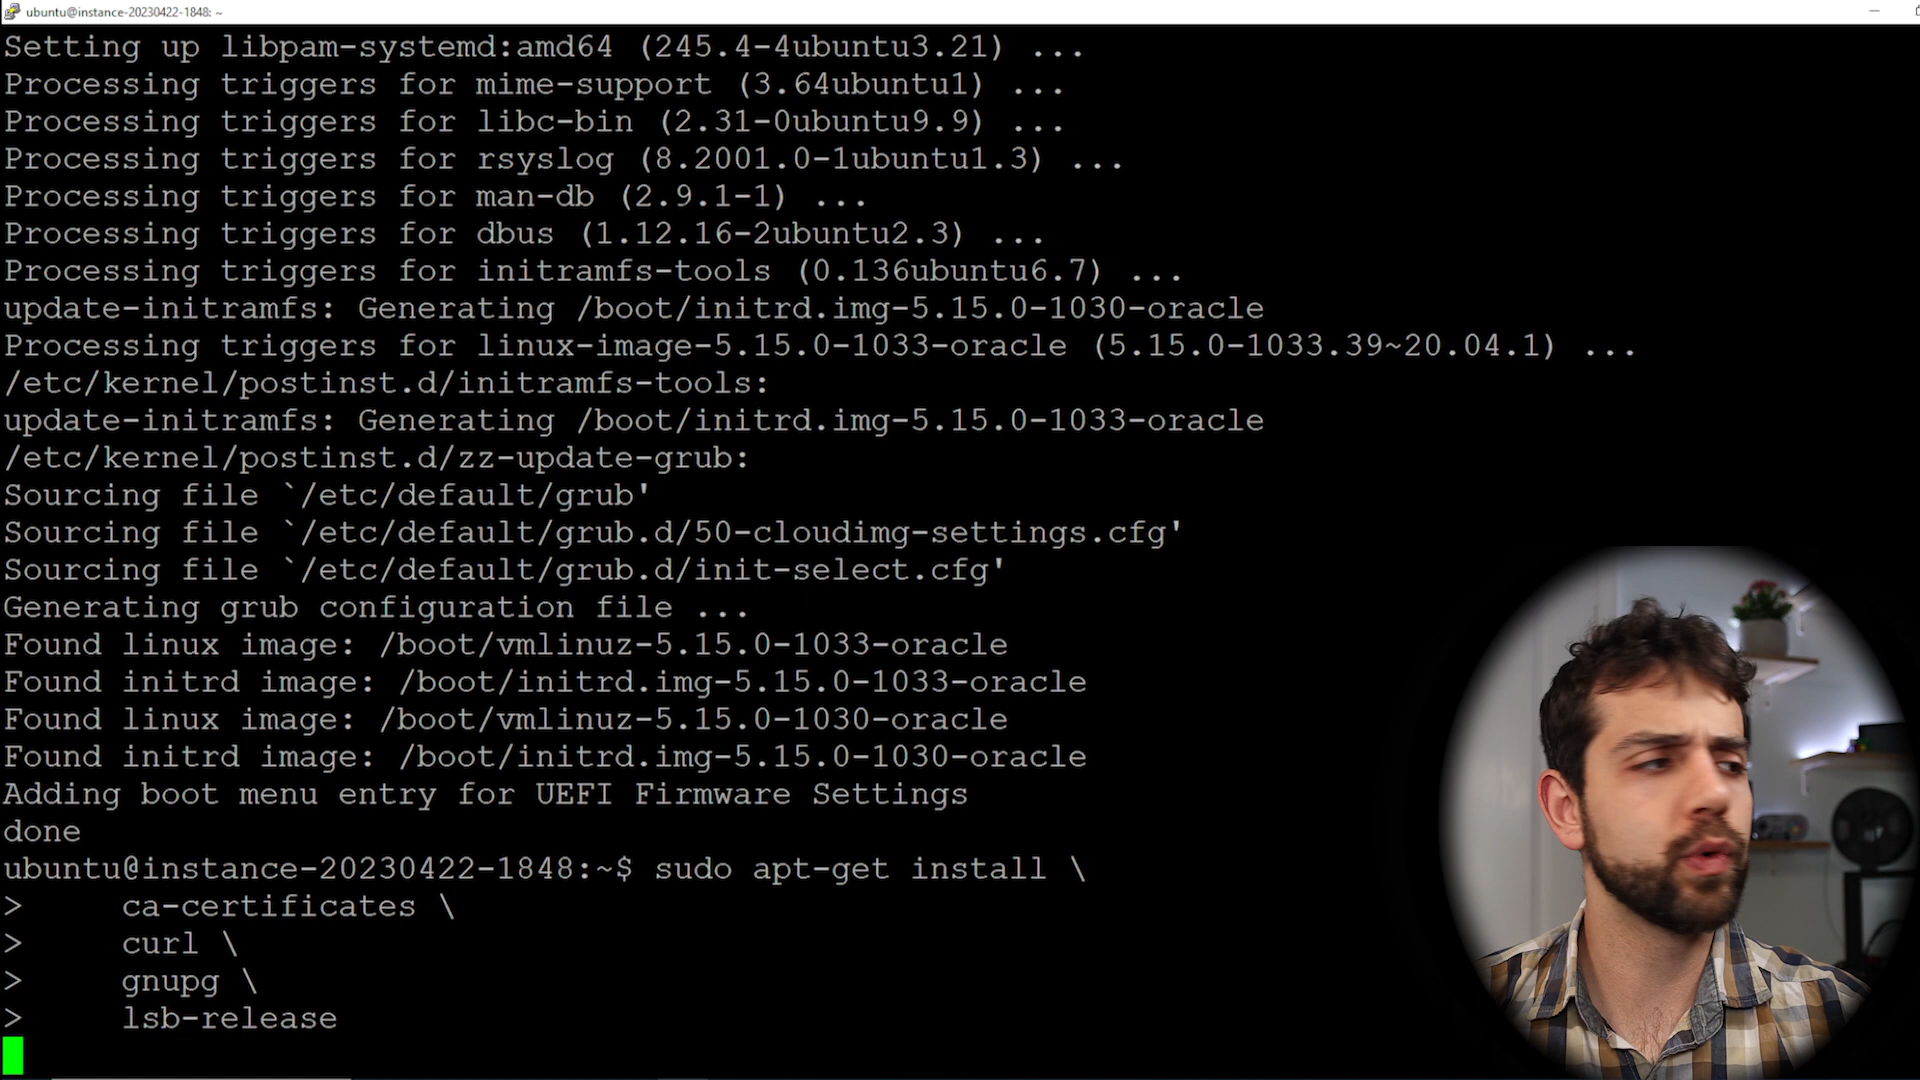 ubuntu@instance-20230422-1848: ~
Setting up libpam-systemd:amd64 (245.4-4ubuntu3.21) ...
Processing triggers for mime-support (3.64ubuntu1) ...
Processing triggers for libc-bin (2.31-0ubuntu9.9) ...
Processing triggers for rsyslog (8.2001.0-1ubuntu1.3) ...
Processing triggers for man-db (2.9.1-1) ...
Processing triggers for dbus (1.12.16-2ubuntu2.3) ...
Processing triggers for initramfs-tools (0.136ubuntu6.7) ...
update-initramfs: Generating /boot/initrd.img-5.15.0-1030-oracle
Processing triggers for linux-image-5.15.0-1033-oracle (5.15.0-1033.39~20.04.1) ...
/etc/kernel/postinst.d/initramfs-tools:
update-initramfs: Generating /boot/initrd.img-5.15.0-1033-oracle
/etc/kernel/postinst.d/zz-update-grub:
Sourcing file `/etc/default/grub'
Sourcing file `/etc/default/grub.d/50-cloudimg-settings.cfg'
Sourcing file `/etc/default/grub.d/init-select.cfg'
Generating grub configuration file ...
Found linux image: /boot/vmlinuz-5.15.0-1033-oracle
Found initrd image: /boot/initrd.img-5.15.0-1033-oracle
Found linux image: /boot/vmlinuz-5.15.0-1030-oracle
Found initrd image: /boot/initrd.img-5.15.0-1030-oracle
Adding boot menu entry for UEFI Firmware Settings
done
ubuntu@instance-20230422-1848:~$ sudo apt-get install \
>     ca-certificates \
>     curl \
>     gnupg \
>     lsb-release